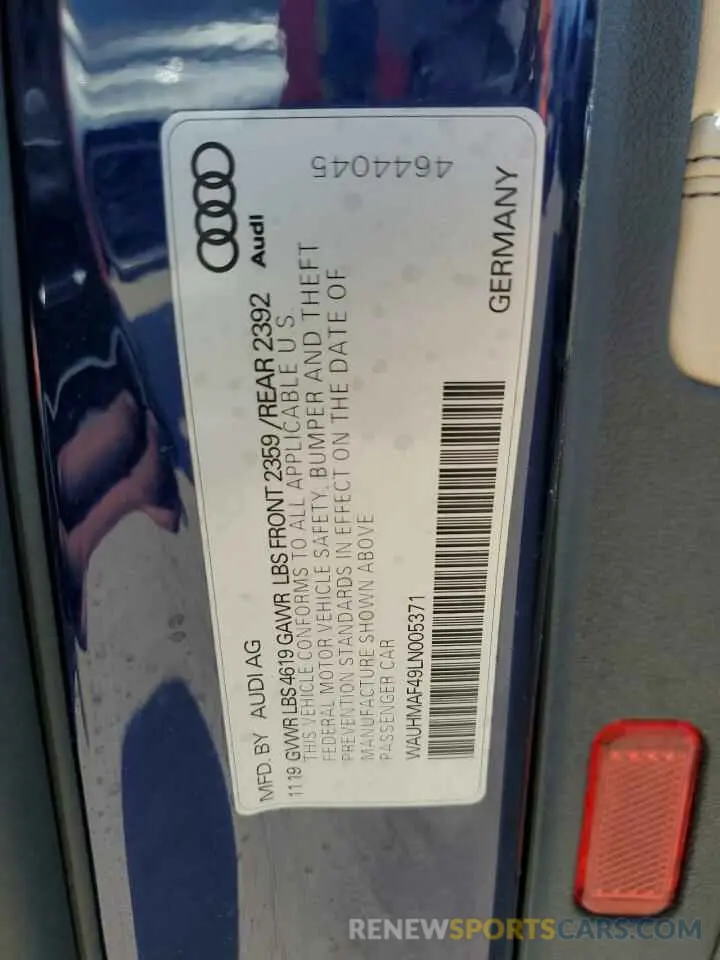 Audi
4644045
MFD. BY AUDI AG
11 19 GVWR LBS 4619 GAWR LBS FRONT 2359 /REAR 2392
THIS VEHICLE CONFORMS TO ALL APPLICABLE U S
FEDERAL MOTOR VEHICLE SAFETY, BUMPER AND THEFT
PREVENTION STANDARDS IN EFFECT ON THE DATE OF
MANUFACTURE SHOWN ABOVE
PASSENGER CAR
WAUHMAF49LN005371
GERMANY
RENEWSPORTSCARS.COM